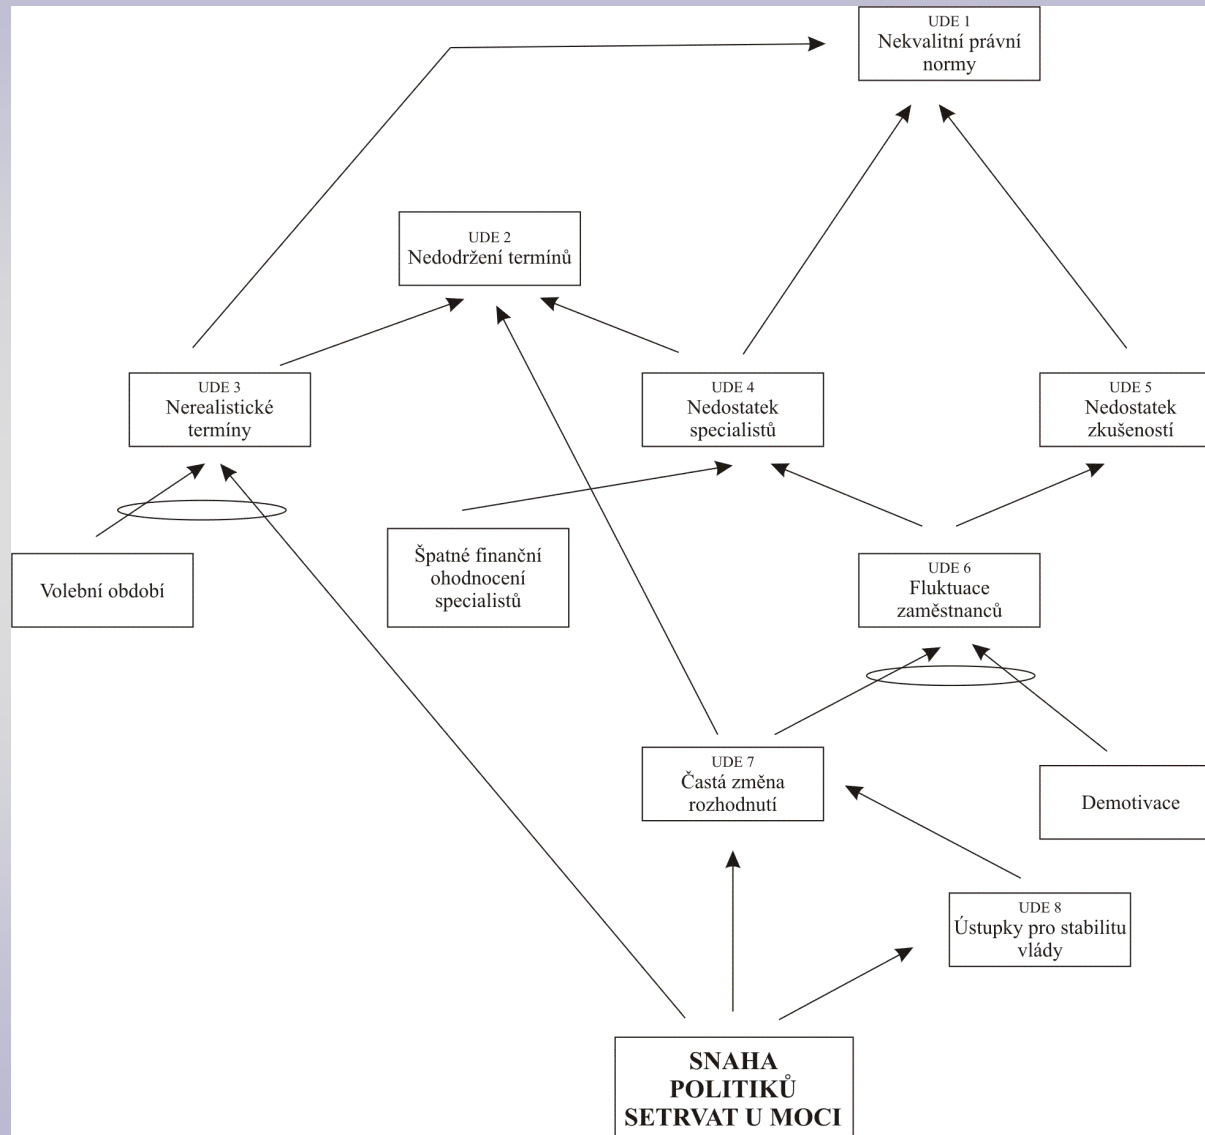 UDE 1
Nekvalitní právní
normy
UDE 2
Nedodržení termínů
UDE 3
Nerealistické
termíny
UDE 4
Nedostatek
specialistů
UDE 5
Nedostatek
zkušeností
Volební období
Špatné finanční
ohodnocení
specialistů
UDE 6
Fluktuace
zaměstnanců
UDE 7
Častá změna
rozhodnutí
Demotivace
UDE 8
Ústupky pro stabilitu
vlády
SNAHA
POLITIKŮ
SETRVAT U MOCI